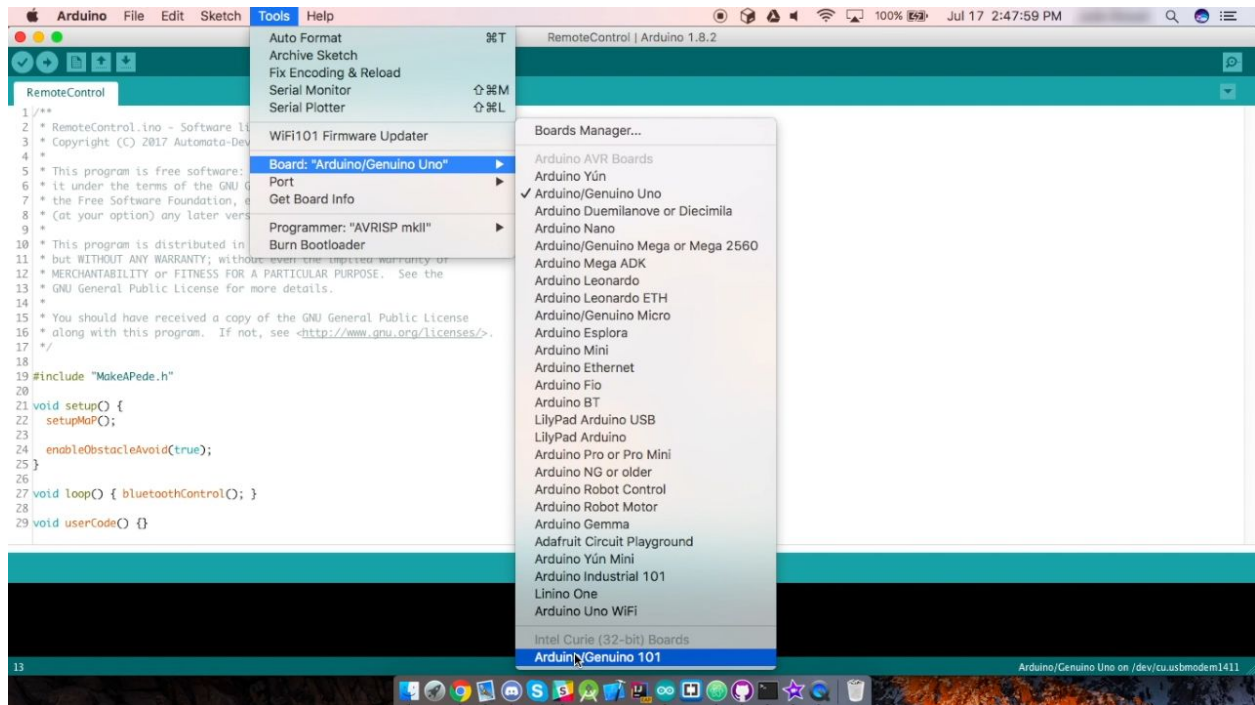 Arduino File Edit Sketch Tools Help 100% Jul 17 2:47:59 PM
RemoteControl | Arduino 1.8.2
RemoteControl
Auto Format ⌘T
Archive Sketch
Fix Encoding & Reload
Serial Monitor ⇧⌘M
Serial Plotter ⇧⌘L
WiFi101 Firmware Updater
Board: "Arduino/Genuino Uno"
Port
Get Board Info
Programmer: "AVRISP mkII"
Burn Bootloader
Boards Manager...
Arduino AVR Boards
Arduino Yún
✓ Arduino/Genuino Uno
Arduino Duemilanove or Diecimila
Arduino Nano
Arduino/Genuino Mega or Mega 2560
Arduino Mega ADK
Arduino Leonardo
Arduino Leonardo ETH
Arduino/Genuino Micro
Arduino Esplora
Arduino Mini
Arduino Ethernet
Arduino Fio
Arduino BT
LilyPad Arduino USB
LilyPad Arduino
Arduino Pro or Pro Mini
Arduino NG or older
Arduino Robot Control
Arduino Robot Motor
Arduino Gemma
Adafruit Circuit Playground
Arduino Yún Mini
Arduino Industrial 101
Linino One
Arduino Uno WiFi
Intel Curie (32-bit) Boards
Arduino/Genuino 101
1 /**
2 * RemoteControl.ino - Software li
3 * Copyright (C) 2017 Automata-Dev
4 *
5 * This program is free software:
6 * it under the terms of the GNU G
7 * the Free Software Foundation, e
8 * (at your option) any later vers
9 *
10 * This program is distributed in
11 * but WITHOUT ANY WARRANTY; without even the implied warranty of
12 * MERCHANTABILITY or FITNESS FOR A PARTICULAR PURPOSE. See the
13 * GNU General Public License for more details.
14 *
15 * You should have received a copy of the GNU General Public License
16 * along with this program. If not, see <http://www.gnu.org/licenses/>.
17 */
18
19 #include "MakeAPede.h"
20
21 void setup() {
22 setupMaP();
23
24 enableObstacleAvoid(true);
25 }
26
27 void loop() { bluetoothControl(); }
28
29 void userCode() {}
13
Arduino/Genuino Uno on /dev/cu.usbmodem1411